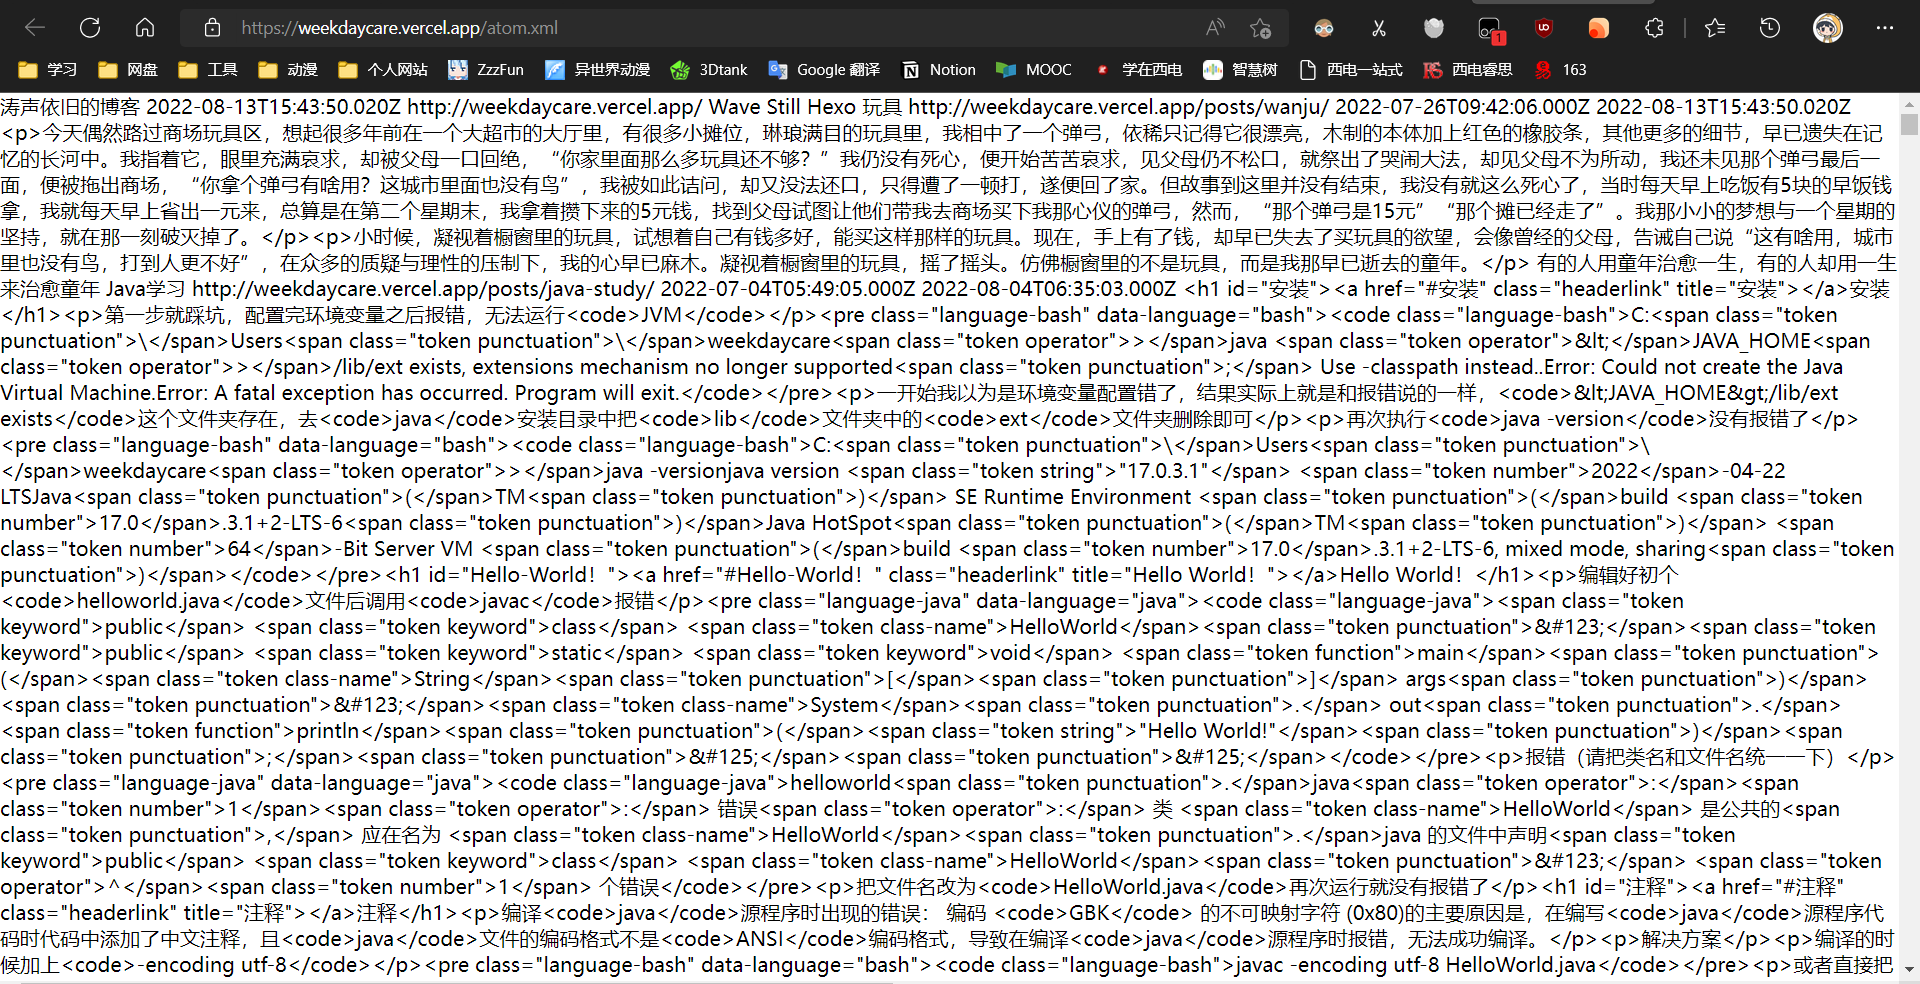 https://weekdaycare.vercel.app/atom.xml
1
学习 网盘 工具 动漫 个人网站 ZzzFun 异世界动漫 3Dtank Google 翻译 Notion MOOC 学在西电 智慧树 西电一站式 西电睿思 163
涛声依旧的博客 2022-08-13T15:43:50.020Z http://weekdaycare.vercel.app/ Wave Still Hexo 玩具 http://weekdaycare.vercel.app/posts/wanju/ 2022-07-26T09:42:06.000Z 2022-08-13T15:43:50.020Z
<p>今天偶然路过商场玩具区，想起很多年前在一个大超市的大厅里，有很多小摊位，琳琅满目的玩具里，我相中了一个弹弓，依稀只记得它很漂亮，木制的本体加上红色的橡胶条，其他更多的细节，早已遗失在记
忆的长河中。我指着它，眼里充满哀求，却被父母一口回绝，“你家里面那么多玩具还不够？”我仍没有死心，便开始苦苦哀求，见父母仍不松口，就祭出了哭闹大法，却见父母不为所动，我还未见那个弹弓最后一
面，便被拖出商场，“你拿个弹弓有啥用？这城市里面也没有鸟”，我被如此诘问，却又没法还口，只得遭了一顿打，遂便回了家。但故事到这里并没有结束，我没有就这么死心了，当时每天早上吃饭有5块的早饭钱
拿，我就每天早上省出一元来，总算是在第二个星期末，我拿着攒下来的5元钱，找到父母试图让他们带我去商场买下我那心仪的弹弓，然而，“那个弹弓是15元”“那个摊已经走了”。我那小小的梦想与一个星期的
坚持，就在那一刻破灭掉了。</p><p>小时候，凝视着橱窗里的玩具，试想着自己有钱多好，能买这样那样的玩具。现在，手上有了钱，却早已失去了买玩具的欲望，会像曾经的父母，告诫自己说“这有啥用，城市
里也没有鸟，打到人更不好”，在众多的质疑与理性的压制下，我的心早已麻木。凝视着橱窗里的玩具，摇了摇头。仿佛橱窗里的不是玩具，而是我那早已逝去的童年。</p> 有的人用童年治愈一生，有的人却用一生
来治愈童年 Java学习 http://weekdaycare.vercel.app/posts/java-study/ 2022-07-04T05:49:05.000Z 2022-08-04T06:35:03.000Z <h1 id="安装"><a href="#安装" class="headerlink" title="安装"></a>安装
</h1><p>第一步就踩坑，配置完环境变量之后报错，无法运行<code>JVM</code></p><pre class="language-bash" data-language="bash"><code class="language-bash">C:<span class="token
punctuation">\</span>Users<span class="token punctuation">\</span>weekdaycare<span class="token operator">></span>java <span class="token operator">&lt;</span>JAVA_HOME<span
class="token operator">></span>/lib/ext exists, extensions mechanism no longer supported<span class="token punctuation">;</span> Use -classpath instead..Error: Could not create the Java
Virtual Machine.Error: A fatal exception has occurred. Program will exit.</code></pre><p>一开始我以为是环境变量配置错了，结果实际上就是和报错说的一样，<code>&lt;JAVA_HOME&gt;/lib/ext
exists</code>这个文件夹存在，去<code>java</code>安装目录中把<code>lib</code>文件夹中的<code>ext</code>文件夹删除即可</p><p>再次执行<code>java -version</code>没有报错了</p>
<pre class="language-bash" data-language="bash"><code class="language-bash">C:<span class="token punctuation">\</span>Users<span class="token punctuation">\
</span>weekdaycare<span class="token operator">></span>java -versionjava version <span class="token string">"17.0.3.1"</span> <span class="token number">2022</span>-04-22
LTSJava<span class="token punctuation">(</span>TM<span class="token punctuation">)</span> SE Runtime Environment <span class="token punctuation">(</span>build <span class="token
number">17.0</span>.3.1+2-LTS-6<span class="token punctuation">)</span>Java HotSpot<span class="token punctuation">(</span>TM<span class="token punctuation">)</span> <span
class="token number">64</span>-Bit Server VM <span class="token punctuation">(</span>build <span class="token number">17.0</span>.3.1+2-LTS-6, mixed mode, sharing<span class="token
punctuation">)</span></code></pre><h1 id="Hello-World！"><a href="#Hello-World！" class="headerlink" title="Hello World！"></a>Hello World！</h1><p>编辑好初个
<code>helloworld.java</code>文件后调用<code>javac</code>报错</p><pre class="language-java" data-language="java"><code class="language-java"><span class="token
keyword">public</span> <span class="token keyword">class</span> <span class="token class-name">HelloWorld</span><span class="token punctuation">&#123;</span><span class="token
keyword">public</span> <span class="token keyword">static</span> <span class="token keyword">void</span> <span class="token function">main</span><span class="token punctuation">
(</span><span class="token class-name">String</span><span class="token punctuation">[</span><span class="token punctuation">]</span> args<span class="token punctuation">)</span>
<span class="token punctuation">&#123;</span><span class="token class-name">System</span><span class="token punctuation">.</span> out<span class="token punctuation">.</span>
<span class="token function">println</span><span class="token punctuation">(</span><span class="token string">"Hello World!"</span><span class="token punctuation">)</span><span
class="token punctuation">;</span><span class="token punctuation">&#125;</span><span class="token punctuation">&#125;</span></code></pre><p>报错（请把类名和文件名统一一下）</p>
<pre class="language-java" data-language="java"><code class="language-java">helloworld<span class="token punctuation">.</span>java<span class="token operator">:</span><span
class="token number">1</span><span class="token operator">:</span> 错误<span class="token operator">:</span> 类 <span class="token class-name">HelloWorld</span> 是公共的<span
class="token punctuation">,</span> 应在名为 <span class="token class-name">HelloWorld</span><span class="token punctuation">.</span>java 的文件中声明<span class="token
keyword">public</span> <span class="token keyword">class</span> <span class="token class-name">HelloWorld</span><span class="token punctuation">&#123;</span> <span class="token
operator">^</span><span class="token number">1</span> 个错误</code></pre><p>把文件名改为<code>HelloWorld.java</code>再次运行就没有报错了</p><h1 id="注释"><a href="#注释"
class="headerlink" title="注释"></a>注释</h1><p>编译<code>java</code>源程序时出现的错误： 编码 <code>GBK</code> 的不可映射字符 (0x80)的主要原因是，在编写<code>java</code>源程序代
码时代码中添加了中文注释，且<code>java</code>文件的编码格式不是<code>ANSI</code>编码格式，导致在编译<code>java</code>源程序时报错，无法成功编译。</p><p>解决方案</p><p>编译的时
候加上<code>-encoding utf-8</code></p><pre class="language-bash" data-language="bash"><code class="language-bash">javac -encoding utf-8 HelloWorld.java</code></pre><p>或者直接把